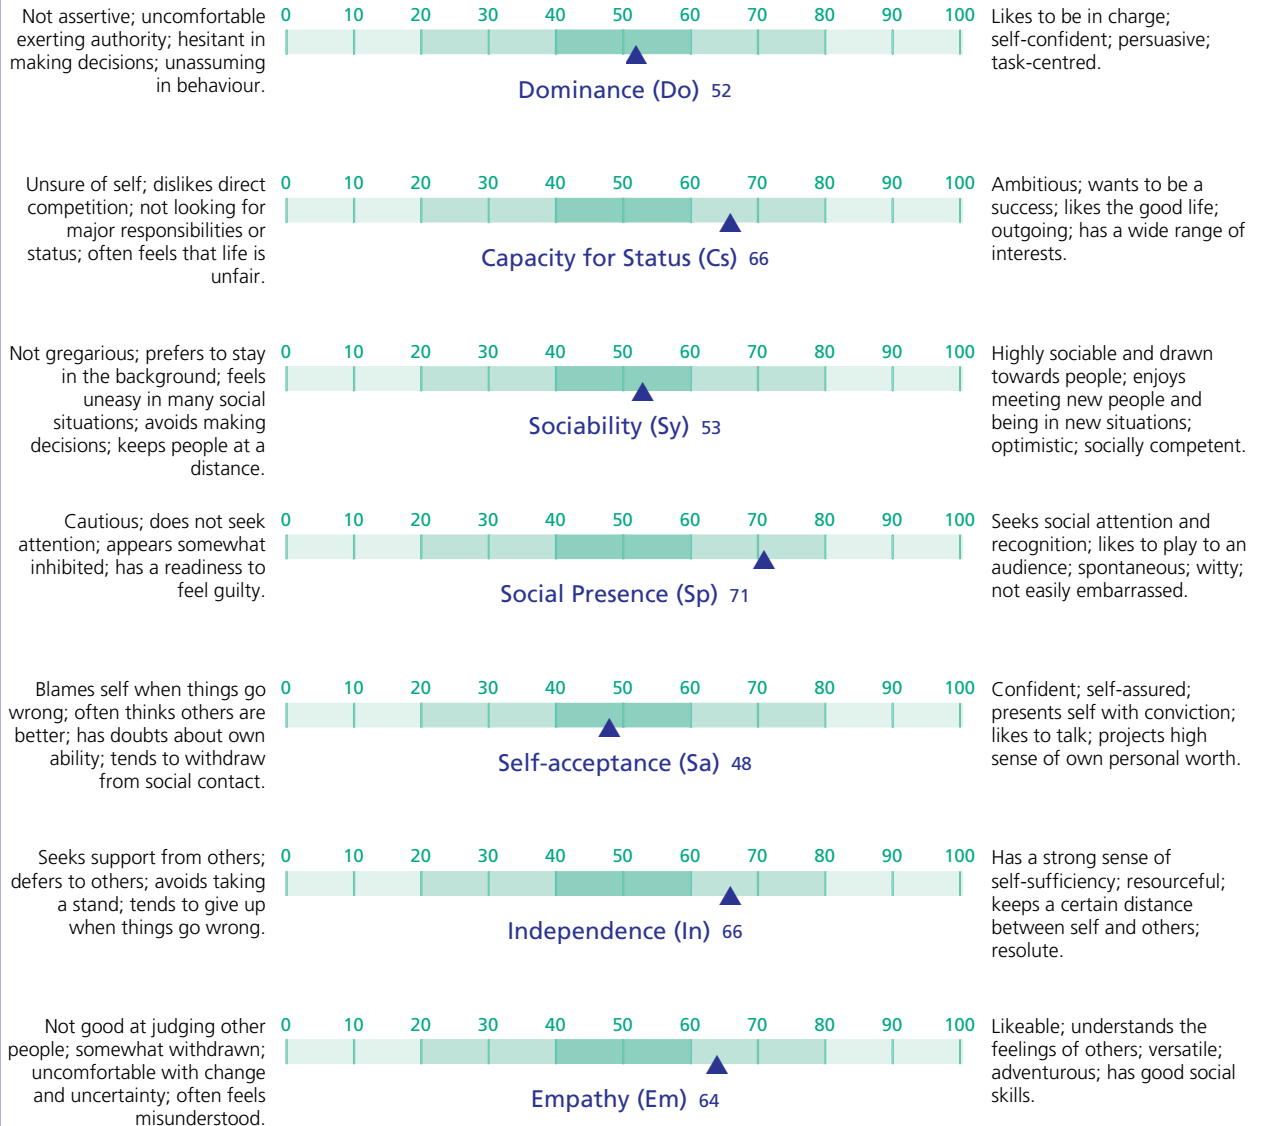 Not assertive; uncomfortable
exerting authority; hesitant in
making decisions; unassuming
in behaviour.
0 10 20 30 40 50 60 70 80 90 100
Likes to be in charge;
self-confident; persuasive;
task-centred.
Dominance (Do) 52
Unsure of self; dislikes direct
competition; not looking for
major responsibilities or
status; often feels that life is
unfair.
0 10 20 30 40 50 60 70 80 90 100
Ambitious; wants to be a
success; likes the good life;
outgoing; has a wide range of
interests.
Capacity for Status (Cs) 66
Not gregarious; prefers to stay
in the background; feels
uneasy in many social
situations; avoids making
decisions; keeps people at a
distance.
0 10 20 30 40 50 60 70 80 90 100
Highly sociable and drawn
towards people; enjoys
meeting new people and
being in new situations;
optimistic; socially competent.
Sociability (Sy) 53
Cautious; does not seek
attention; appears somewhat
inhibited; has a readiness to
feel guilty.
0 10 20 30 40 50 60 70 80 90 100
Seeks social attention and
recognition; likes to play to an
audience; spontaneous; witty;
not easily embarrassed.
Social Presence (Sp) 71
Blames self when things go
wrong; often thinks others are
better; has doubts about own
ability; tends to withdraw
from social contact.
0 10 20 30 40 50 60 70 80 90 100
Confident; self-assured;
presents self with conviction;
likes to talk; projects high
sense of own personal worth.
Self-acceptance (Sa) 48
Seeks support from others;
defers to others; avoids taking
a stand; tends to give up
when things go wrong.
0 10 20 30 40 50 60 70 80 90 100
Has a strong sense of
self-sufficiency; resourceful;
keeps a certain distance
between self and others;
resolute.
Independence (In) 66
Not good at judging other
people; somewhat withdrawn;
uncomfortable with change
and uncertainty; often feels
misunderstood.
0 10 20 30 40 50 60 70 80 90 100
Likeable; understands the
feelings of others; versatile;
adventurous; has good social
skills.
Empathy (Em) 64